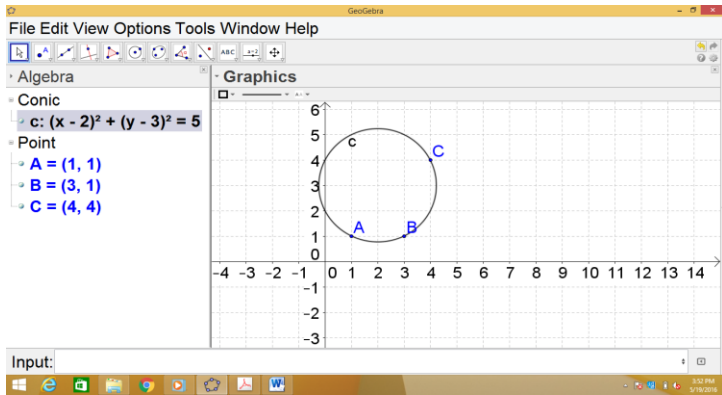 GeoGebra
File Edit View Options Tools Window Help
ABC a=2
Algebra
Graphics
Conic
c: (x - 2)² + (y - 3)² = 5
Point
A = (1, 1)
B = (3, 1)
C = (4, 4)
6
5
4
3
2
1
0
-1
-2
-3
-4 -3 -2 -1 0 1 2 3 4 5 6 7 8 9 10 11 12 13 14
c
C
A
B
Input:
3:52 PM
5/19/2016